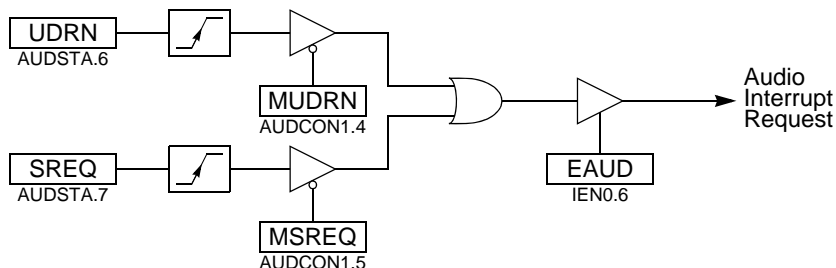 UDRN
AUDSTA.6
MUDRN
AUDCON1.4
Audio
Interrupt
Request
SREQ
AUDSTA.7
EAUD
IEN0.6
MSREQ
AUDCON1.5